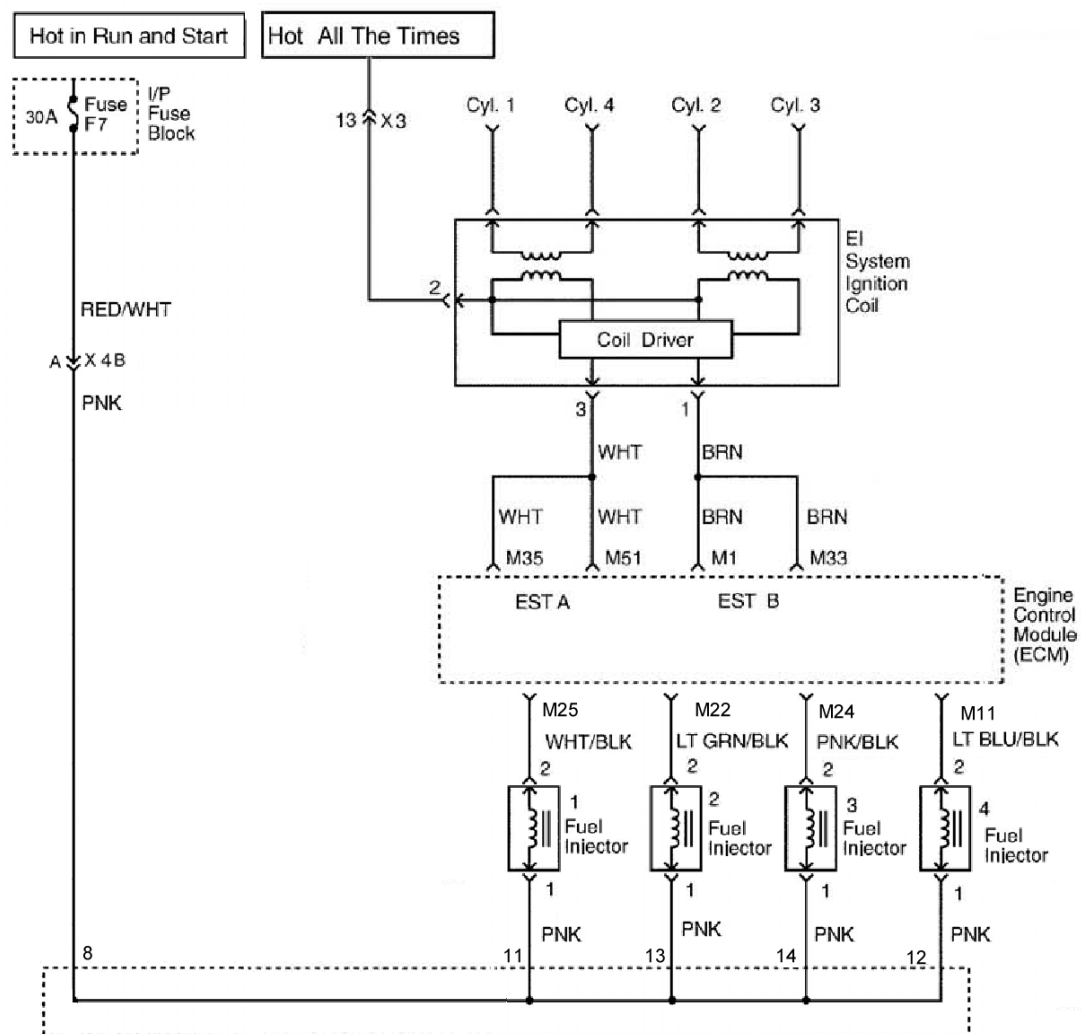 Hot in Run and Start
Hot All The Times
30A
Fuse
F7
I/P
Fuse
Block
13
X3
Cyl. 1
Cyl. 4
Cyl. 2
Cyl. 3
EI
System
Ignition
Coil
2
Coil Driver
RED/WHT
A
X 4B
PNK
3
1
WHT
BRN
WHT
WHT
BRN
BRN
M35
M51
M1
M33
EST A
EST B
Engine
Control
Module
(ECM)
M25
M22
M24
M11
WHT/BLK
LT GRN/BLK
PNK/BLK
LT BLU/BLK
2
2
2
2
1
Fuel
Injector
2
Fuel
Injector
3
Fuel
Injector
4
Fuel
Injector
1
1
1
1
PNK
PNK
PNK
PNK
8
11
13
14
12